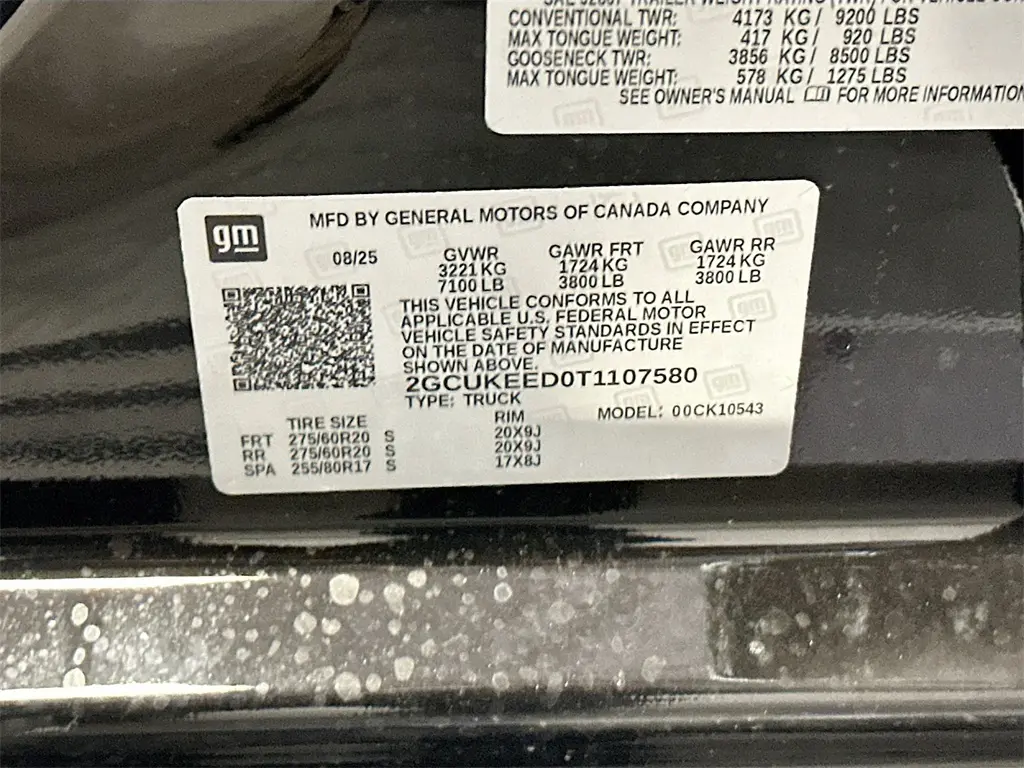 CONVENTIONAL TWR: 4173 KG / 9200 LBS
MAX TONGUE WEIGHT: 417 KG / 920 LBS
GOOSENECK TWR: 3856 KG / 8500 LBS
MAX TONGUE WEIGHT: 578 KG / 1275 LBS
SEE OWNER'S MANUAL FOR MORE INFORMATION
gm
MFD BY GENERAL MOTORS OF CANADA COMPANY
08/25 GVWR GAWR FRT GAWR RR
3221 KG 1724 KG 1724 KG
7100 LB 3800 LB 3800 LB
THIS VEHICLE CONFORMS TO ALL
APPLICABLE U.S. FEDERAL MOTOR
VEHICLE SAFETY STANDARDS IN EFFECT
ON THE DATE OF MANUFACTURE
SHOWN ABOVE.
2GCUKEED0T1107580
TYPE: TRUCK MODEL: 00CK10543
TIRE SIZE RIM
FRT 275/60R20 S 20X9J
RR 275/60R20 S 20X9J
SPA 255/80R17 S 17X8J